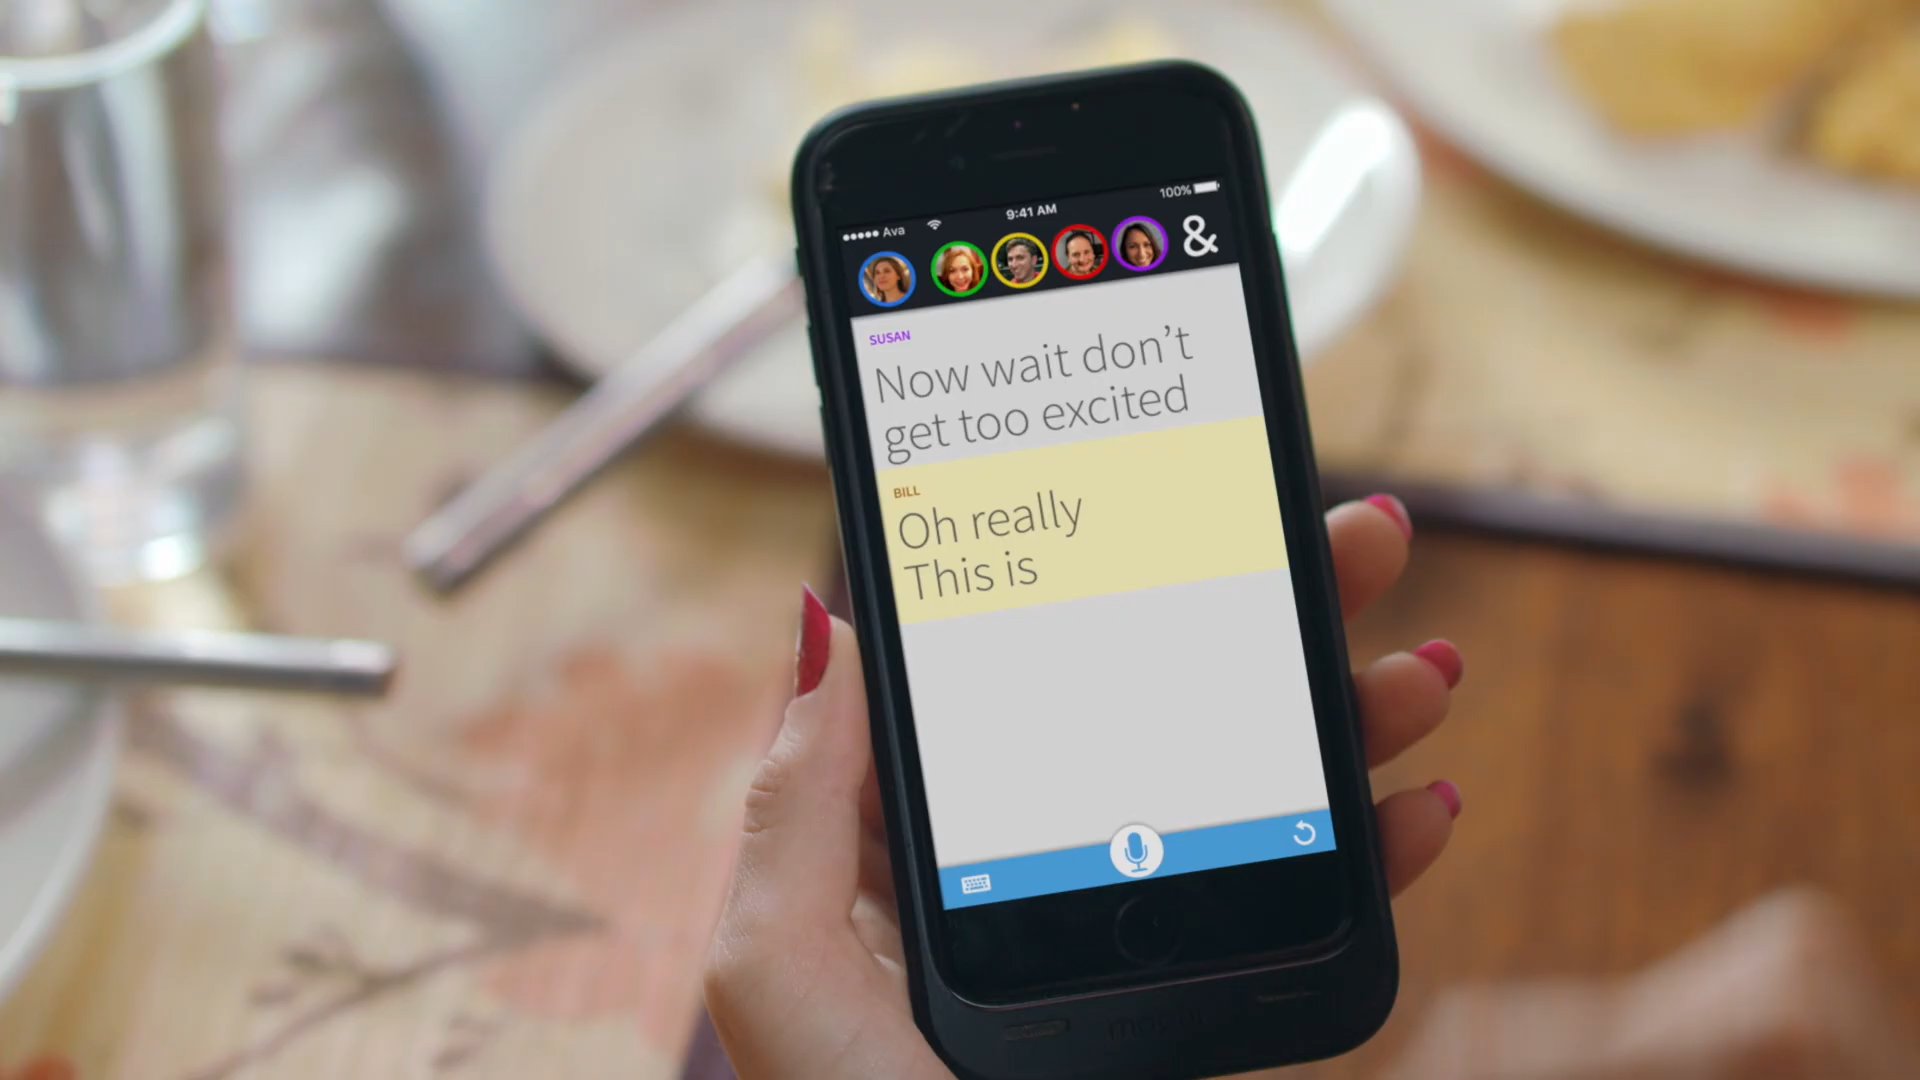 ●●●●● Ava 9:41 AM 100%
&
SUSAN
Now wait don't
get too excited
BILL
Oh really
This is